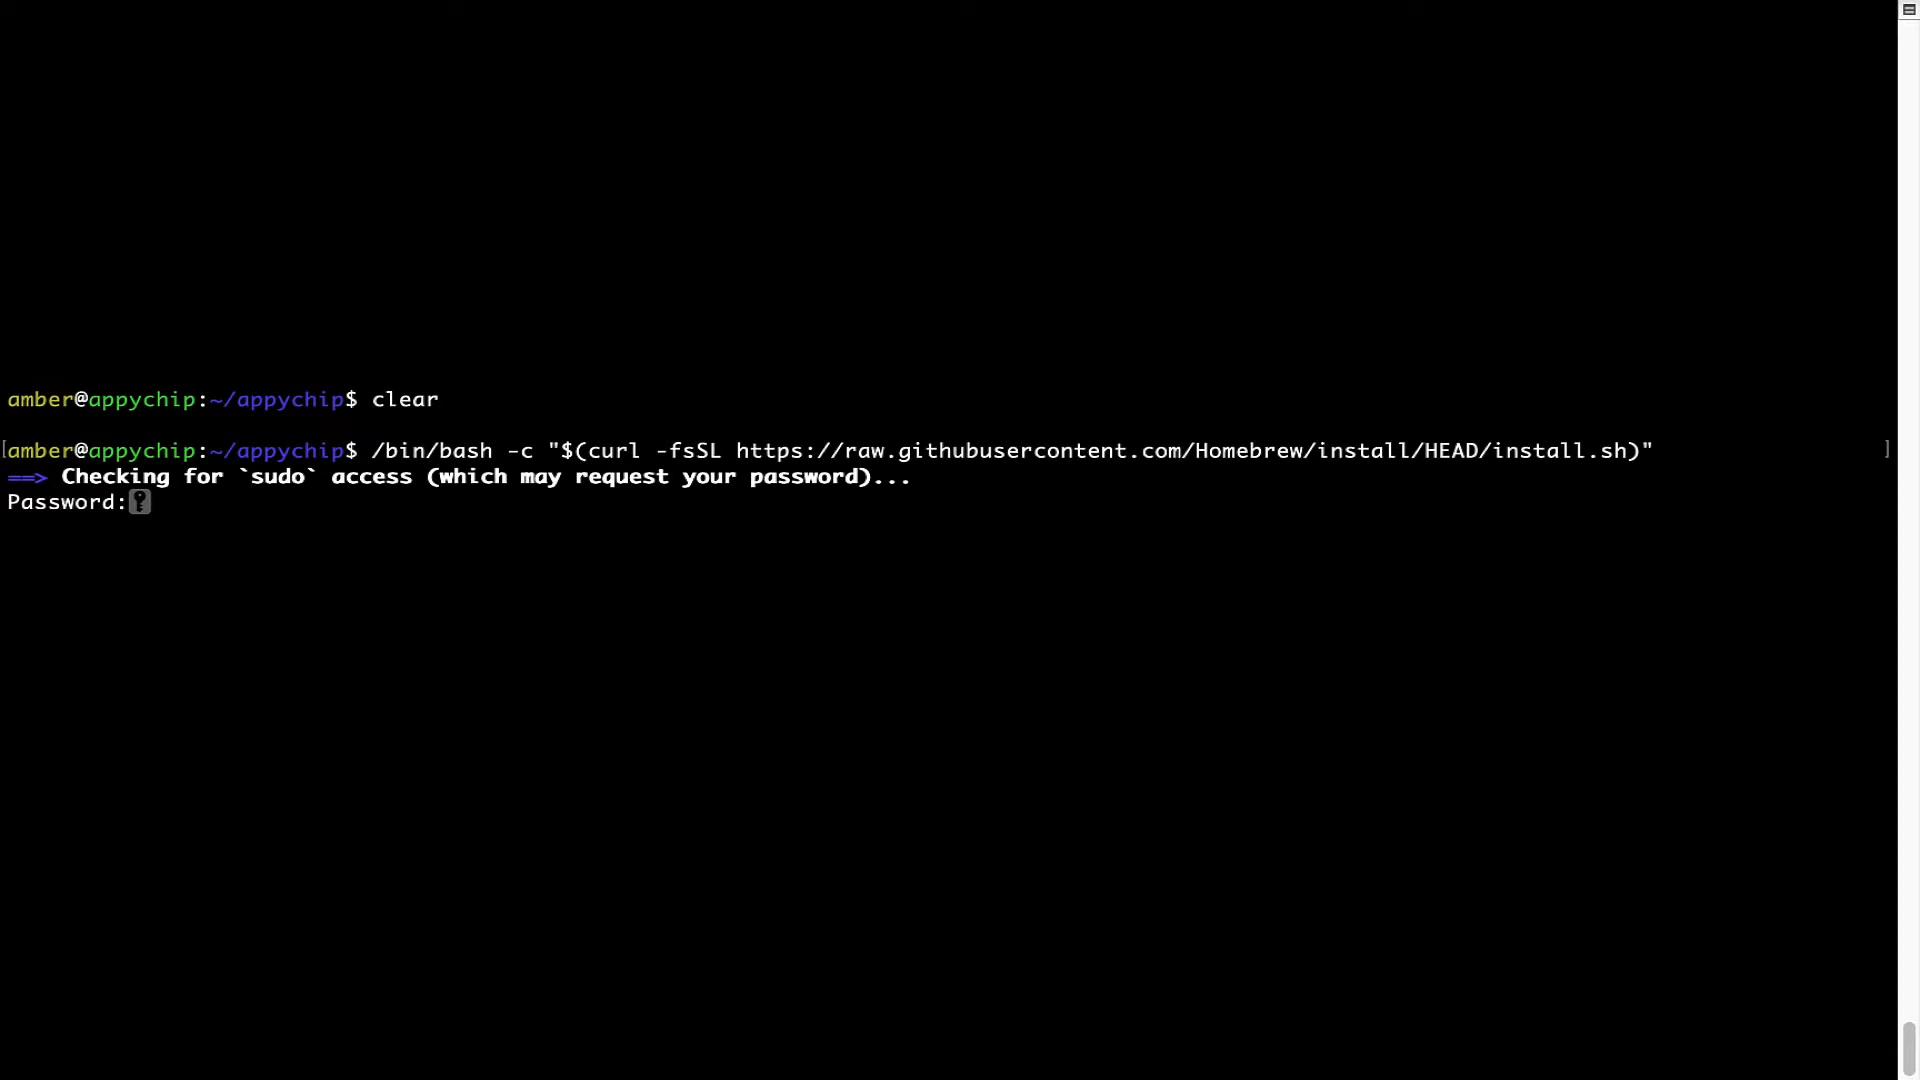 amber@appychip:~/appychip$ clear
[amber@appychip:~/appychip$ /bin/bash -c "$(curl -fsSL https://raw.githubusercontent.com/Homebrew/install/HEAD/install.sh)" ]
==> Checking for `sudo` access (which may request your password)...
Password: